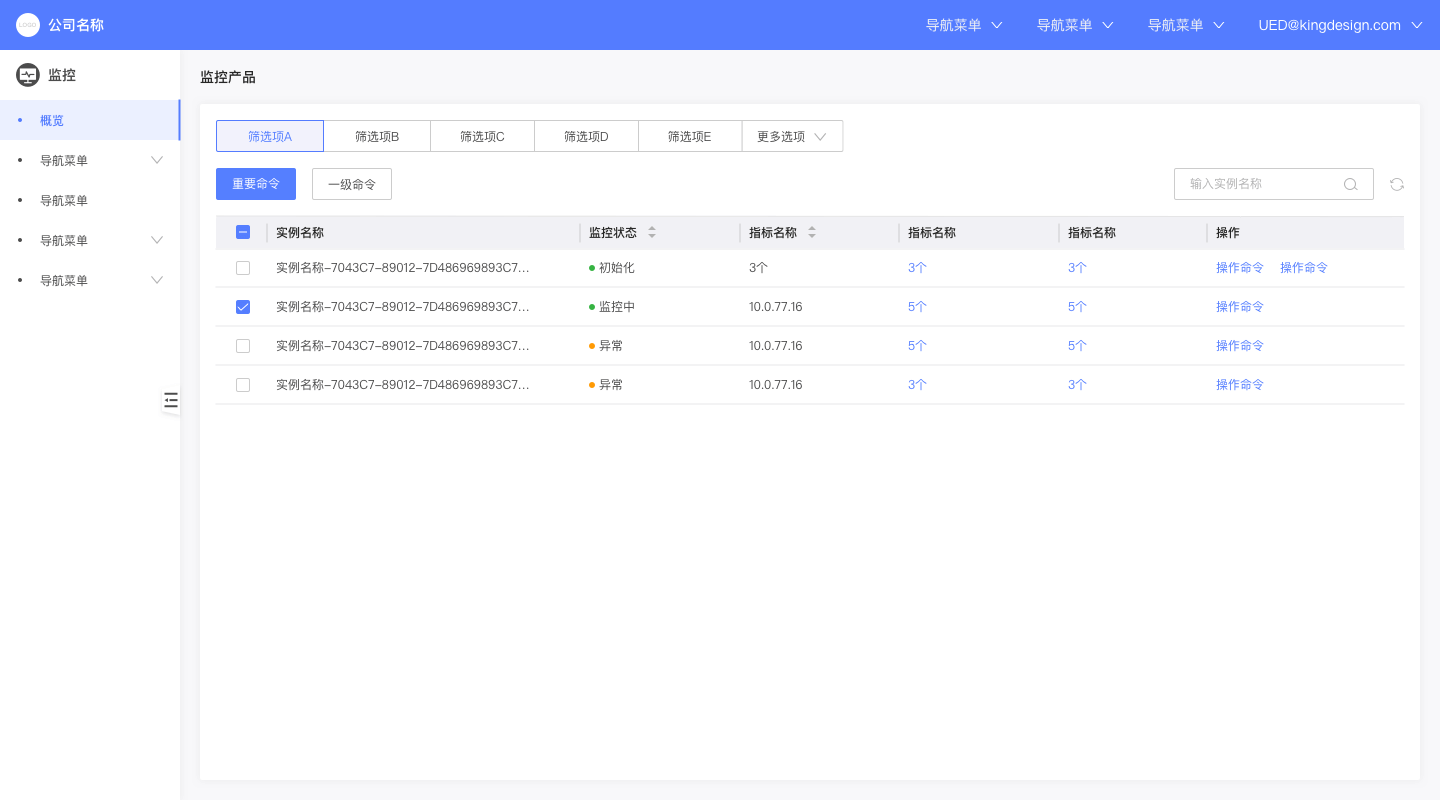 LOGO 公司名称 导航菜单 导航菜单 导航菜单 UED@kingdesign.com
监控
概览
导航菜单
导航菜单
导航菜单
导航菜单
监控产品
筛选项A 筛选项B 筛选项C 筛选项D 筛选项E 更多选项
重要命令 一级命令 输入实例名称
实例名称 监控状态 指标名称 指标名称 指标名称 操作
实例名称-7043C7-89012-7D486969893C7... 初始化 3个 3个 3个 操作命令 操作命令
实例名称-7043C7-89012-7D486969893C7... 监控中 10.0.77.16 5个 5个 操作命令
实例名称-7043C7-89012-7D486969893C7... 异常 10.0.77.16 5个 5个 操作命令
实例名称-7043C7-89012-7D486969893C7... 异常 10.0.77.16 3个 3个 操作命令